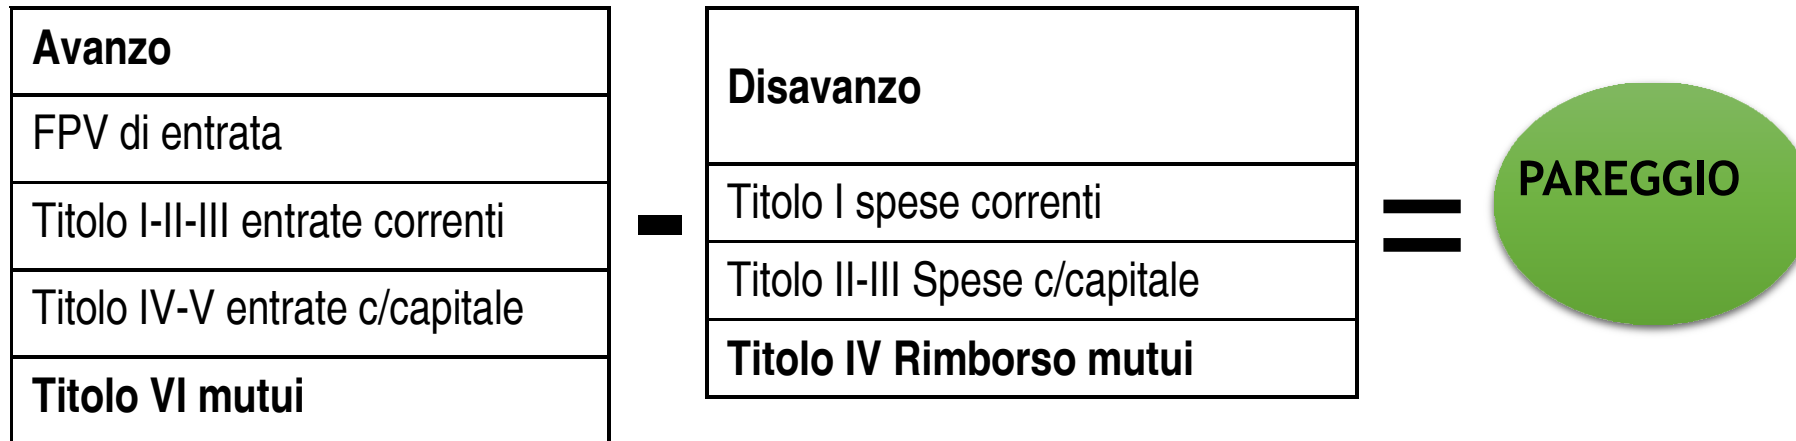 Avanzo
FPV di entrata
Titolo I-II-III entrate correnti
Titolo IV-V entrate c/capitale
Titolo VI mutui
-
Disavanzo
Titolo I spese correnti
Titolo II-III Spese c/capitale
Titolo IV Rimborso mutui
=
PAREGGIO